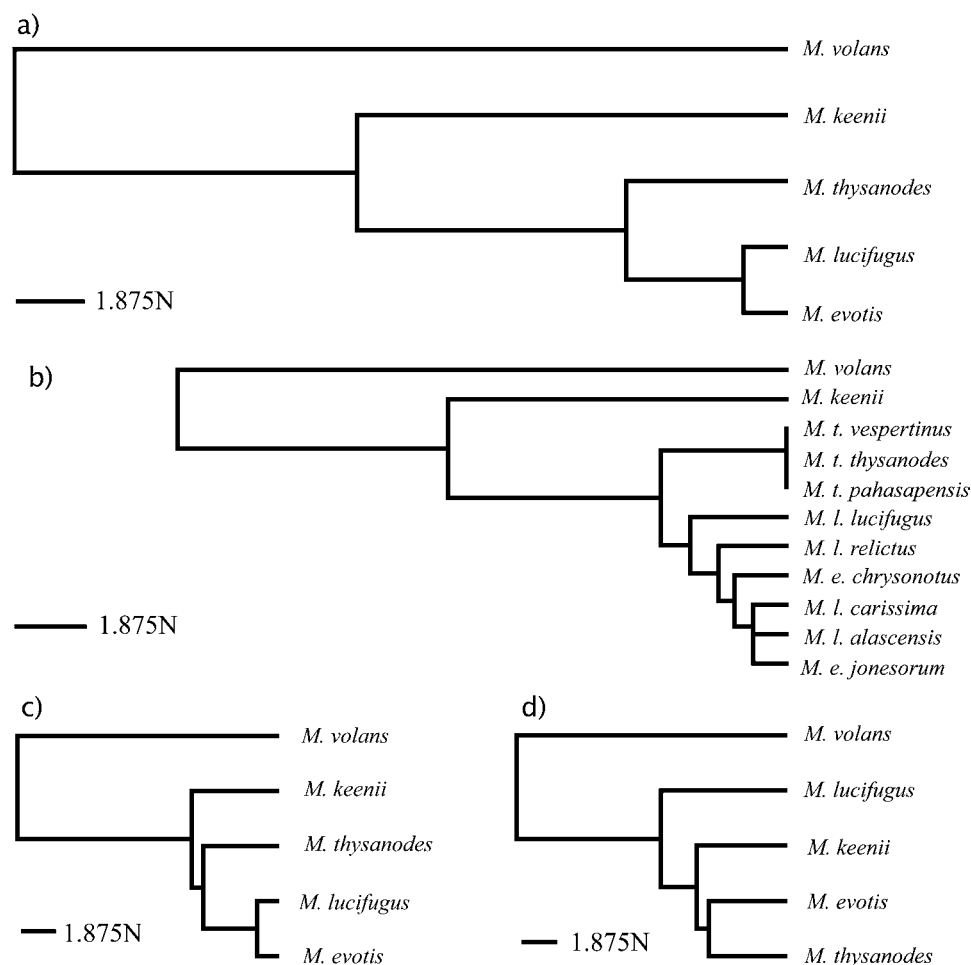 a)
M. volans
M. keenii
M. thysanodes
M. lucifugus
M. evotis
1.875N
b)
M. volans
M. keenii
M. t. vespertinus
M. t. thysanodes
M. t. pahasapensis
M. l. lucifugus
M. l. relictus
M. e. chrysonotus
M. l. carissima
M. l. alascensis
M. e. jonesorum
1.875N
c)
M. volans
M. keenii
M. thysanodes
M. lucifugus
M. evotis
1.875N
d)
M. volans
M. lucifugus
M. keenii
M. evotis
M. thysanodes
1.875N